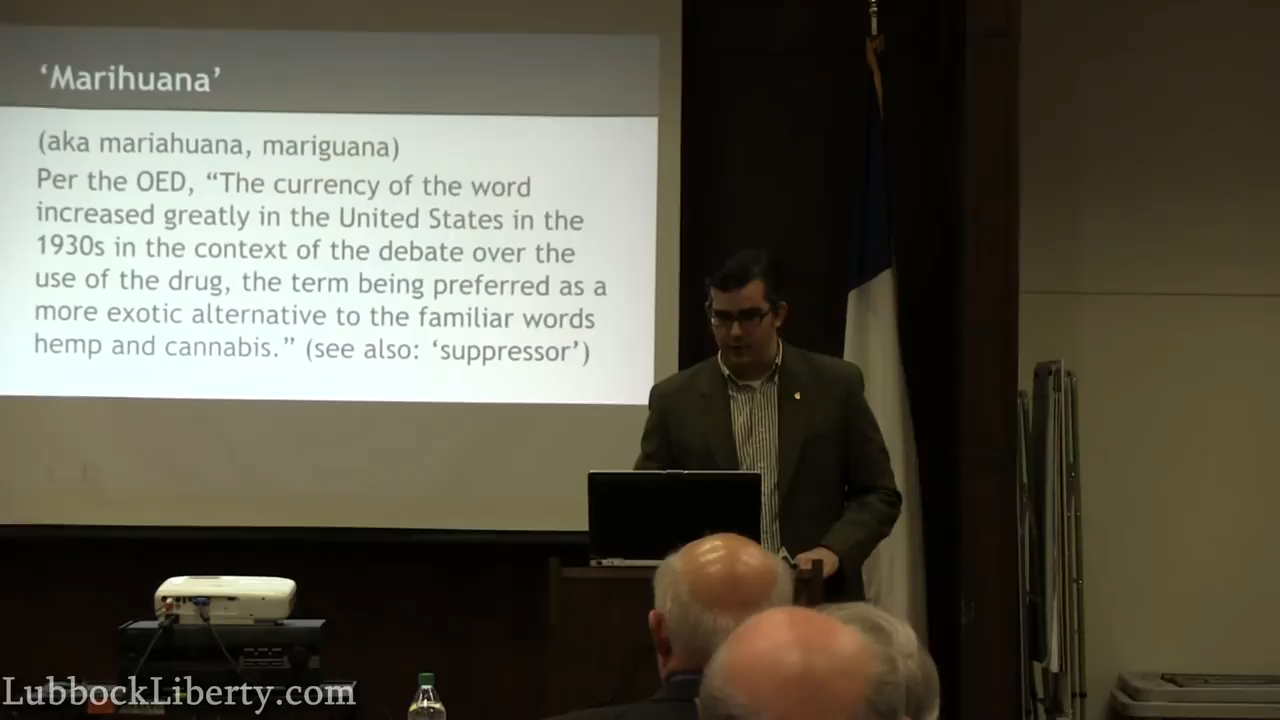 ‘Marihuana’
(aka mariahuana, mariguana)
Per the OED, “The currency of the word
increased greatly in the United States in the
1930s in the context of the debate over the
use of the drug, the term being preferred as a
more exotic alternative to the familiar words
hemp and cannabis.” (see also: ‘suppressor’)
LubbockLiberty.com